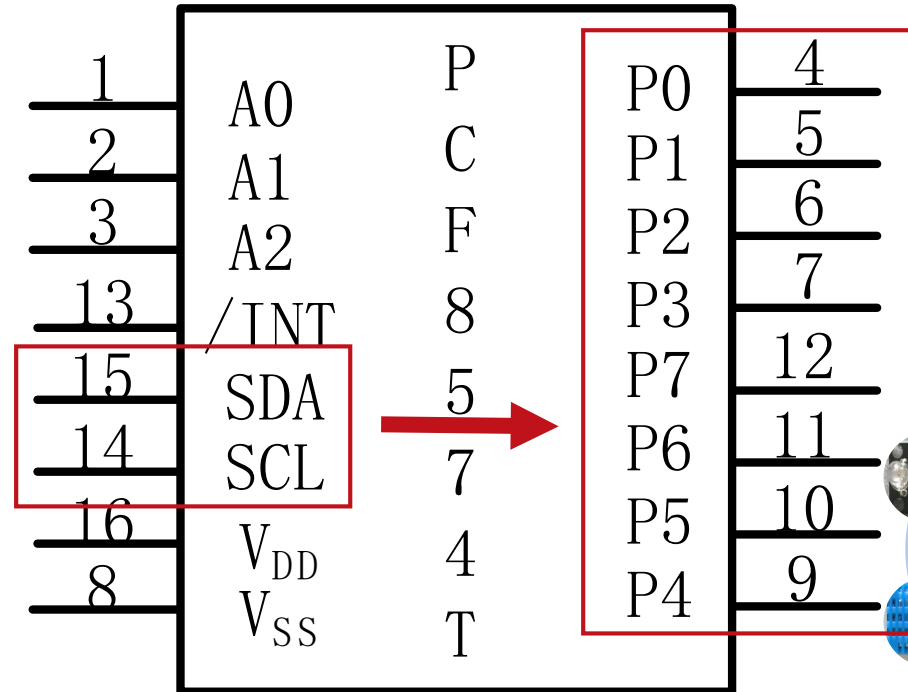 1 A0
2 A1
3 A2
13 /INT
15 SDA
14 SCL
16 VDD
8 VSS
P
C
F
8
5
7
4
T
P0 4
P1 5
P2 6
P3 7
P7 12
P6 11
P5 10
P4 9